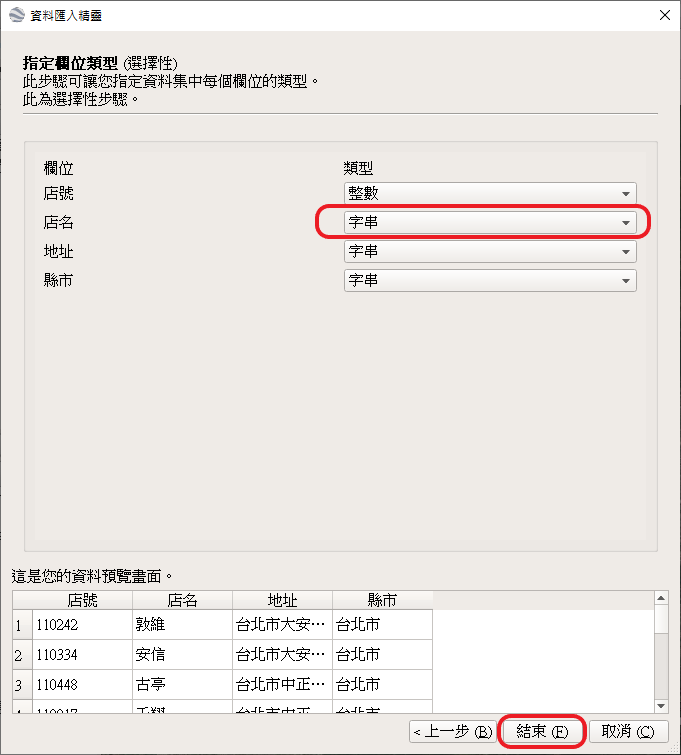 資料匯入精靈
指定欄位類型 (選擇性)
此步驟可讓您指定資料集中每個欄位的類型。
此為選擇性步驟。
欄位 類型
店號 整數
店名 字串
地址 字串
縣市 字串
這是您的資料預覽畫面。
店號 店名 地址 縣市
1 110242 敦維 台北市大安… 台北市
2 110334 安信 台北市大安… 台北市
3 110448 古亭 台北市中正… 台北市
< 上一步 (B) 結束 (F) 取消 (C)